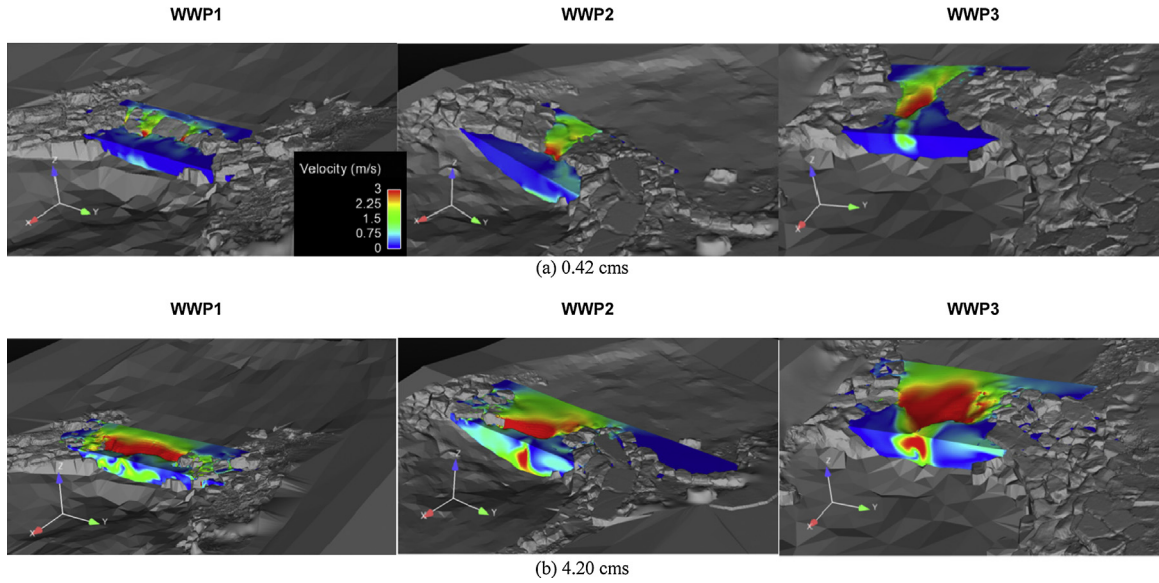 WWP1 WWP2 WWP3
Velocity (m/s)
3
2.25
1.5
0.75
0
Z
X
Y
Z
X
Y
Z
X
Y
(a) 0.42 cms
WWP1 WWP2 WWP3
Z
X
Y
Z
X
Y
Z
X
Y
(b) 4.20 cms